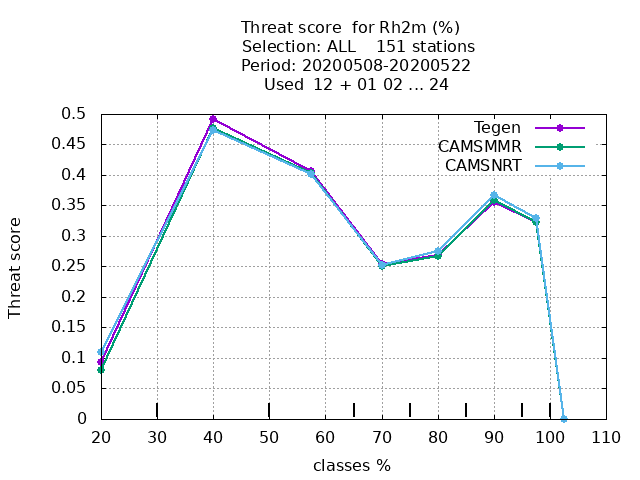 Threat score  for Rh2m (%)
Selection: ALL    151 stations
Period: 20200508-20200522
Used  12 + 01 02 ... 24
Tegen
CAMSMMR
CAMSNRT
Threat score
0.5
0.45
0.4
0.35
0.3
0.25
0.2
0.15
0.1
0.05
0
20 30 40 50 60 70 80 90 100 110
classes %